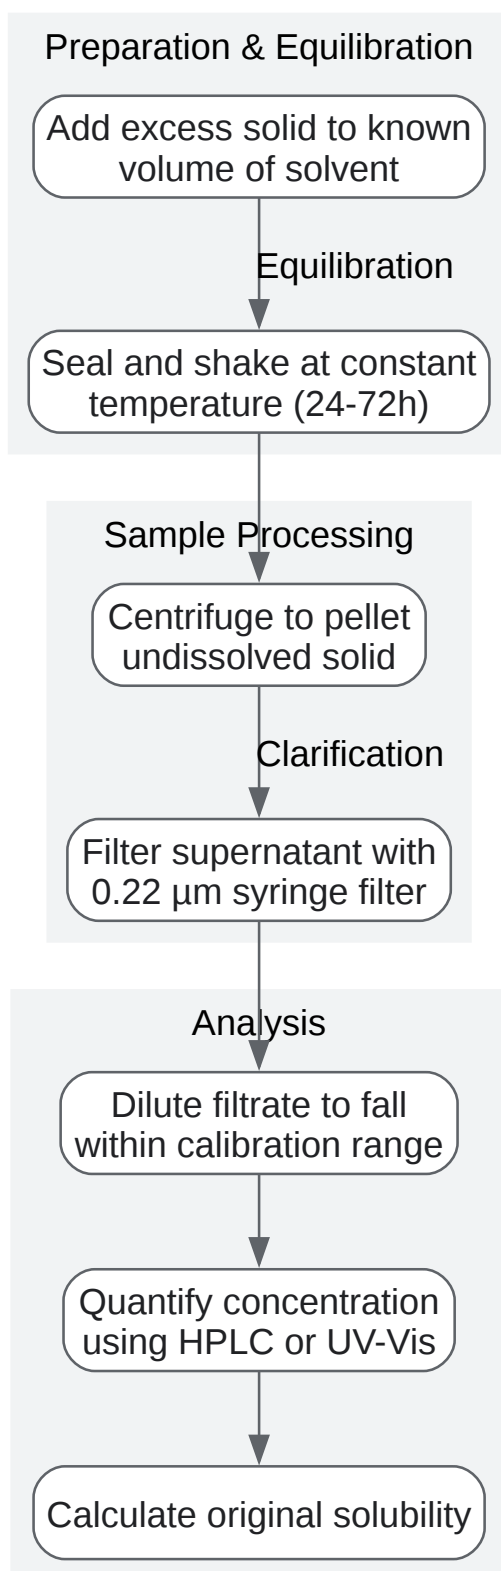 Preparation & Equilibration
Add excess solid to known
volume of solvent
Equilibration
Seal and shake at constant
temperature (24-72h)
Sample Processing
Centrifuge to pellet
undissolved solid
Clarification
Filter supernatant with
0.22 µm syringe filter
Analysis
Dilute filtrate to fall
within calibration range
Quantify concentration
using HPLC or UV-Vis
Calculate original solubility